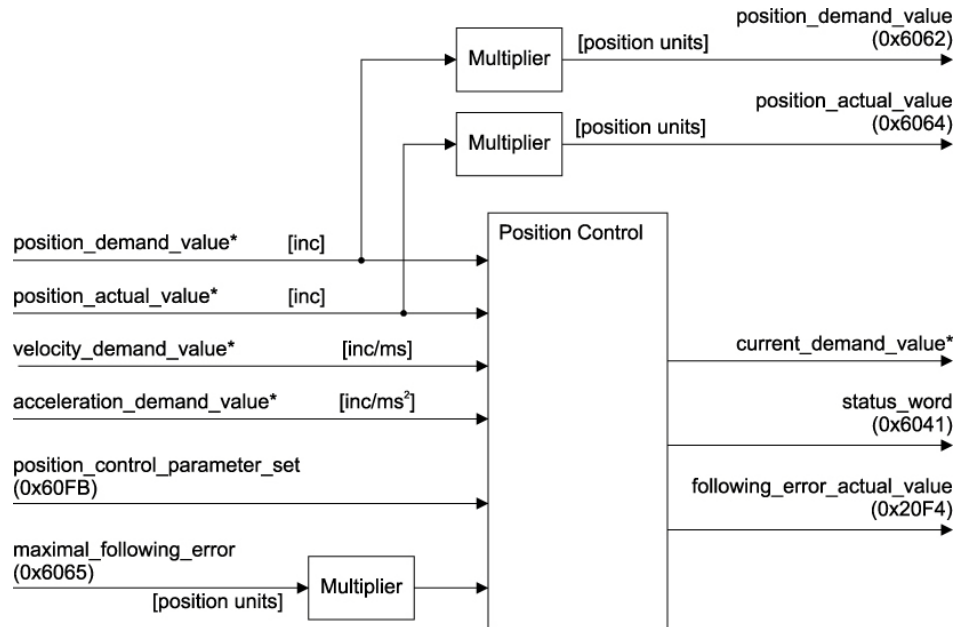 position_demand_value
(0x6062)
Multiplier
[position units]
position_actual_value
(0x6064)
Multiplier
[position units]
Position Control
position_demand_value* [inc]
position_actual_value* [inc]
velocity_demand_value* [inc/ms]
acceleration_demand_value* [inc/ms²]
position_control_parameter_set
(0x60FB)
maximal_following_error
(0x6065)
[position units]
Multiplier
current_demand_value*
status_word
(0x6041)
following_error_actual_value
(0x20F4)